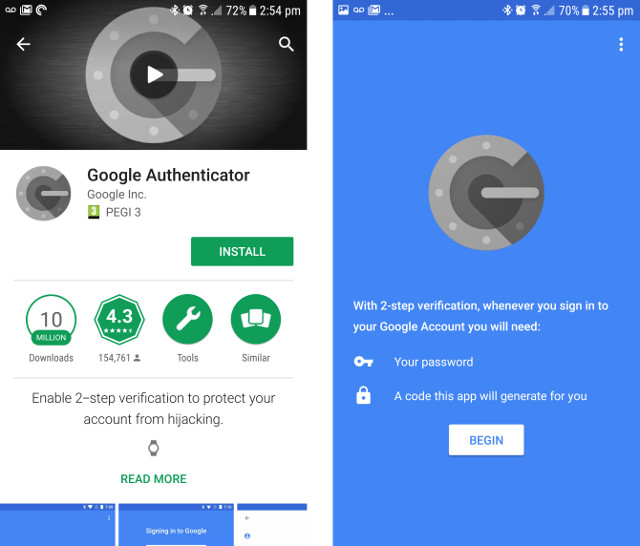 72% 2:54 pm
Google Authenticator
Google Inc.
3 PEGI 3
INSTALL
10
MILLION
Downloads
4.3
154,761
Tools
Similar
Enable 2-step verification to protect your
account from hijacking.
READ MORE
Signing in to Google
... 70% 2:55 pm
With 2-step verification, whenever you sign in to
your Google Account you will need:
Your password
A code this app will generate for you
BEGIN